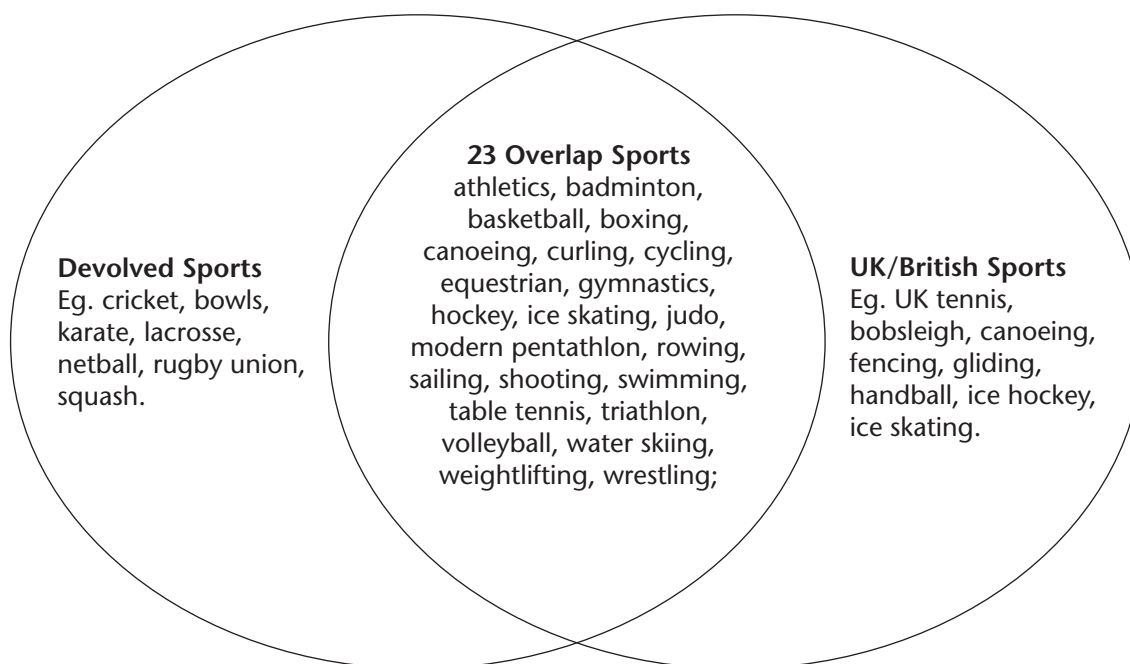 Devolved Sports
Eg. cricket, bowls,
karate, lacrosse,
netball, rugby union,
squash.
23 Overlap Sports
athletics, badminton,
basketball, boxing,
canoeing, curling, cycling,
equestrian, gymnastics,
hockey, ice skating, judo,
modern pentathlon, rowing,
sailing, shooting, swimming,
table tennis, triathlon,
volleyball, water skiing,
weightlifting, wrestling;
UK/British Sports
Eg. UK tennis,
bobsleigh, canoeing,
fencing, gliding,
handball, ice hockey,
ice skating.